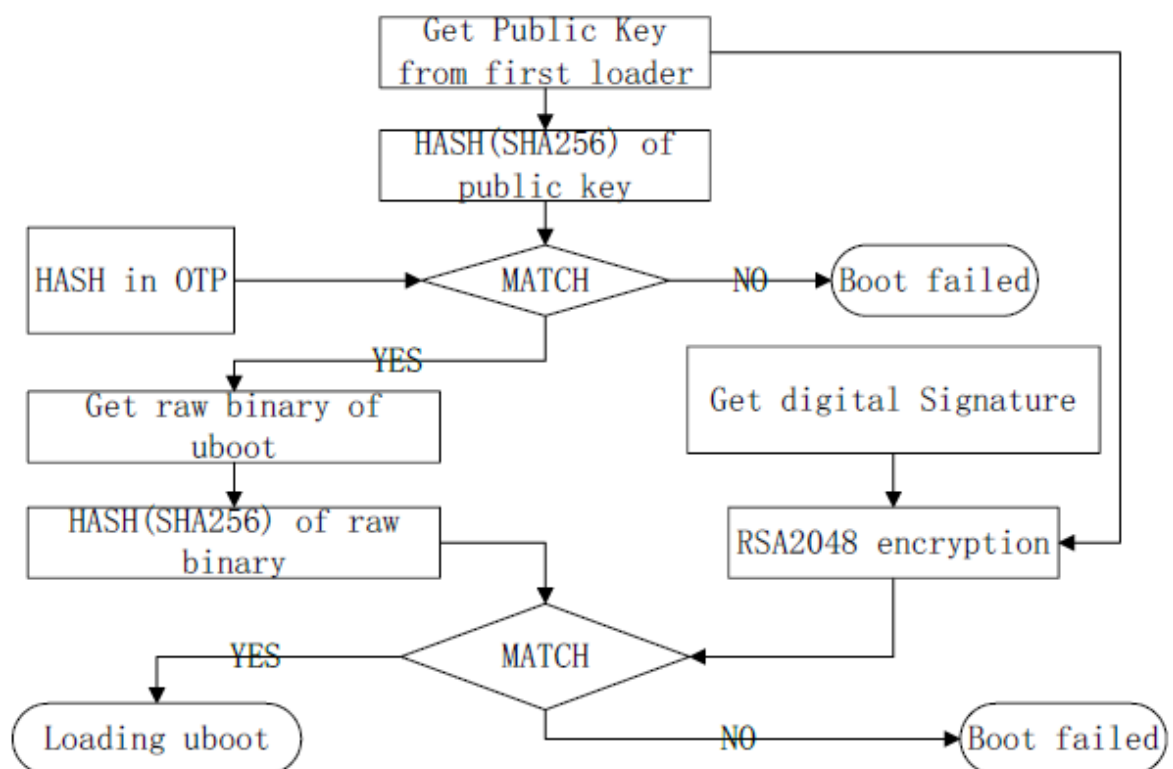 Get Public Key
from first loader
HASH(SHA256) of
public key
HASH in OTP
MATCH
NO
Boot failed
YES
Get raw binary of
uboot
Get digital Signature
HASH(SHA256) of raw
binary
RSA2048 encryption
YES
MATCH
Loading uboot
NO
Boot failed